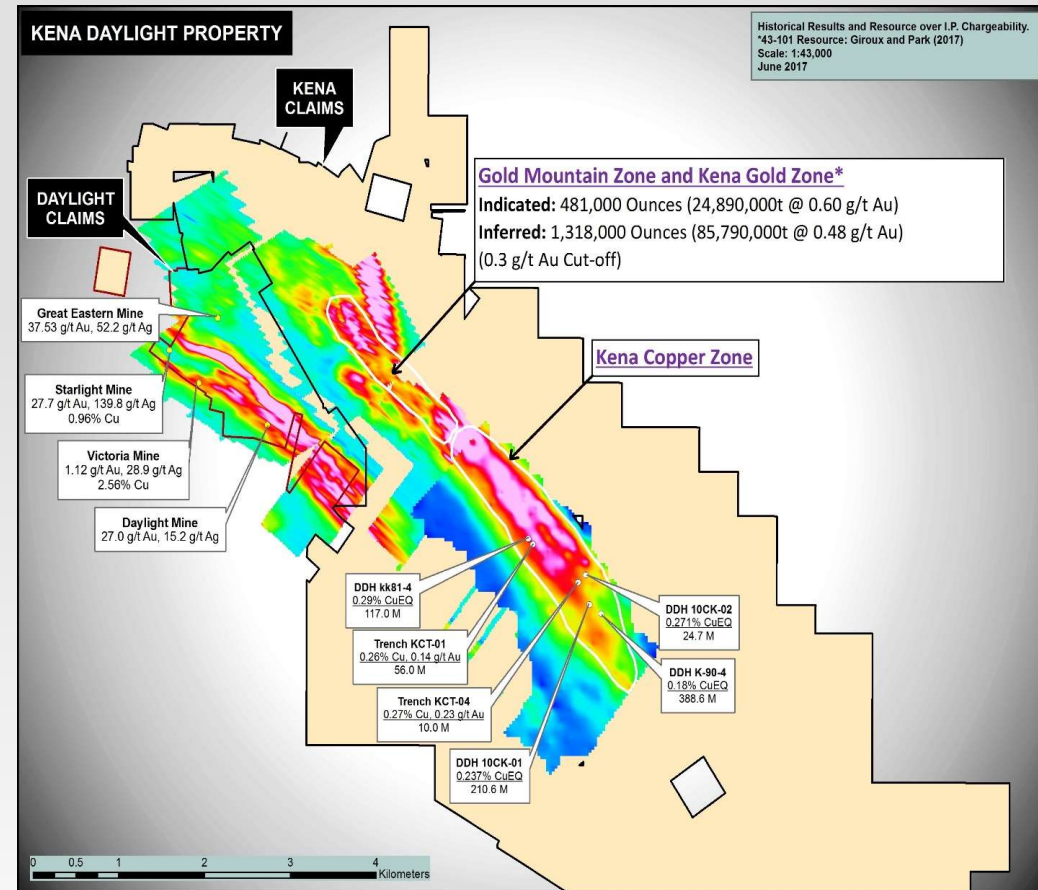 KENA DAYLIGHT PROPERTY
Historical Results and Resource over I.P. Chargeability.
*43-101 Resource: Giroux and Park (2017)
Scale: 1:43,000
June 2017
KENA
CLAIMS
DAYLIGHT
CLAIMS
Gold Mountain Zone and Kena Gold Zone*
Indicated: 481,000 Ounces (24,890,000t @ 0.60 g/t Au)
Inferred: 1,318,000 Ounces (85,790,000t @ 0.48 g/t Au)
(0.3 g/t Au Cut-off)
Kena Copper Zone
Great Eastern Mine
37.53 g/t Au, 52.2 g/t Ag
Starlight Mine
27.7 g/t Au, 139.8 g/t Ag
0.96% Cu
Victoria Mine
1.12 g/t Au, 28.9 g/t Ag
2.56% Cu
Daylight Mine
27.0 g/t Au, 15.2 g/t Ag
DDH kk81-4
0.29% CuEQ
117.0 M
Trench KCT-01
0.26% Cu, 0.14 g/t Au
56.0 M
Trench KCT-04
0.27% Cu, 0.23 g/t Au
10.0 M
DDH 10CK-01
0.237% CuEQ
210.6 M
DDH 10CK-02
0.271% CuEQ
24.7 M
DDH K-90-4
0.18% CuEQ
388.6 M
0 0.5 1 2 3 4
Kilometers